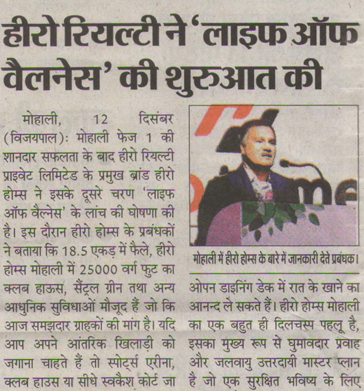 हीरो रियल्टी ने ‘लाइफ ऑफ
वैलनेस’ की शुरुआत की
मोहाली, 12 दिसंबर
(विजयपाल): मोहाली फेज 1 की
शानदार सफलता के बाद हीरो रियल्टी
प्राइवेट लिमिटेड के प्रमुख ब्रांड हीरो
होम्स ने इसके दूसरे चरण ‘लाइफ
ऑफ वैल्नेस’ के लांच की घोषणा की
है। इस दौरान हीरो होम्स के प्रबंधकों
ने बताया कि 18.5 एकड़ में फैले, हीरो
होम्स मोहाली में 25000 वर्ग फुट का
क्लब हाऊस, सैंट्रल ग्रीन तथा अन्य
आधुनिक सुविधाओं मौजूद हैं जो कि
आज समझदार ग्राहकों की मांग है। यदि
आप अपने आंतरिक खिलाड़ी को
जगाना चाहते हैं तो स्पोर्ट्स एरीना,
क्लब हाउस या सीधे स्क्वैश कोर्ट जा
me
मोहाली में हीरो होम्स के बारे में जानकारी देते प्रबंधक।
ओपन डाइनिंग डेक में रात के खाने का
आनन्द ले सकते हैं। हीरो होम्स मोहाली
का एक बहुत ही दिलचस्प पहलू है,
इसका मुख्य रूप से घुमावदार प्रवाह
और जलवायु उत्तरदायी मास्टर प्लान
है जो एक सुरक्षित भविष्य के लिए